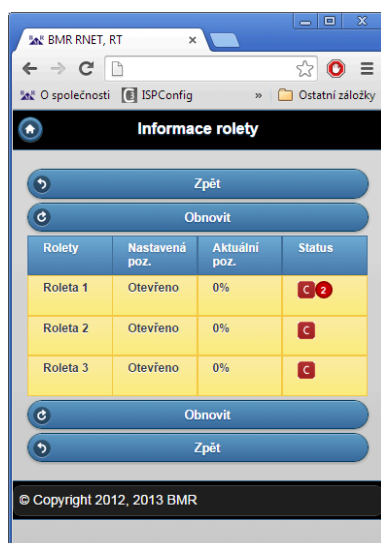 BMR RNET, RT
O společnosti ISPConfig » Ostatní záložky
Informace rolety
Zpět
Obnovit
Rolety Nastavená poz. Aktuální poz. Status
Roleta 1 Otevřeno 0% C 2
Roleta 2 Otevřeno 0% C
Roleta 3 Otevřeno 0% C
Obnovit
Zpět
© Copyright 2012, 2013 BMR